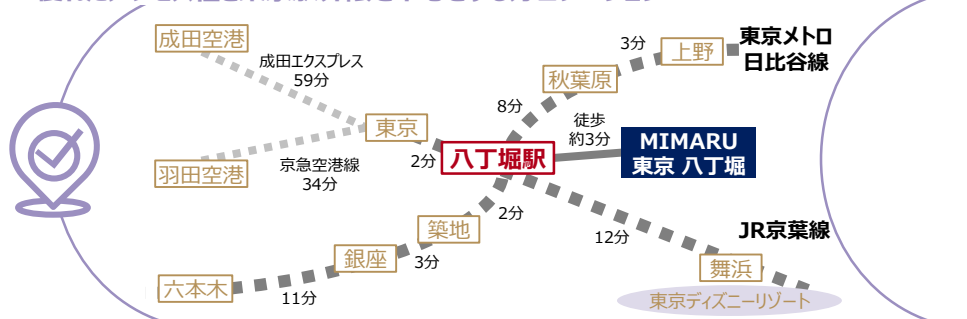 成田空港
成田エクスプレス
59分
羽田空港
京急空港線
34分
東京
2分
八丁堀駅
8分
秋葉原
3分
上野
東京メトロ
日比谷線
徒歩
約3分
MIMARU
東京 八丁堀
2分
築地
3分
銀座
11分
六本木
12分
JR京葉線
舞浜
東京ディズニーリゾート